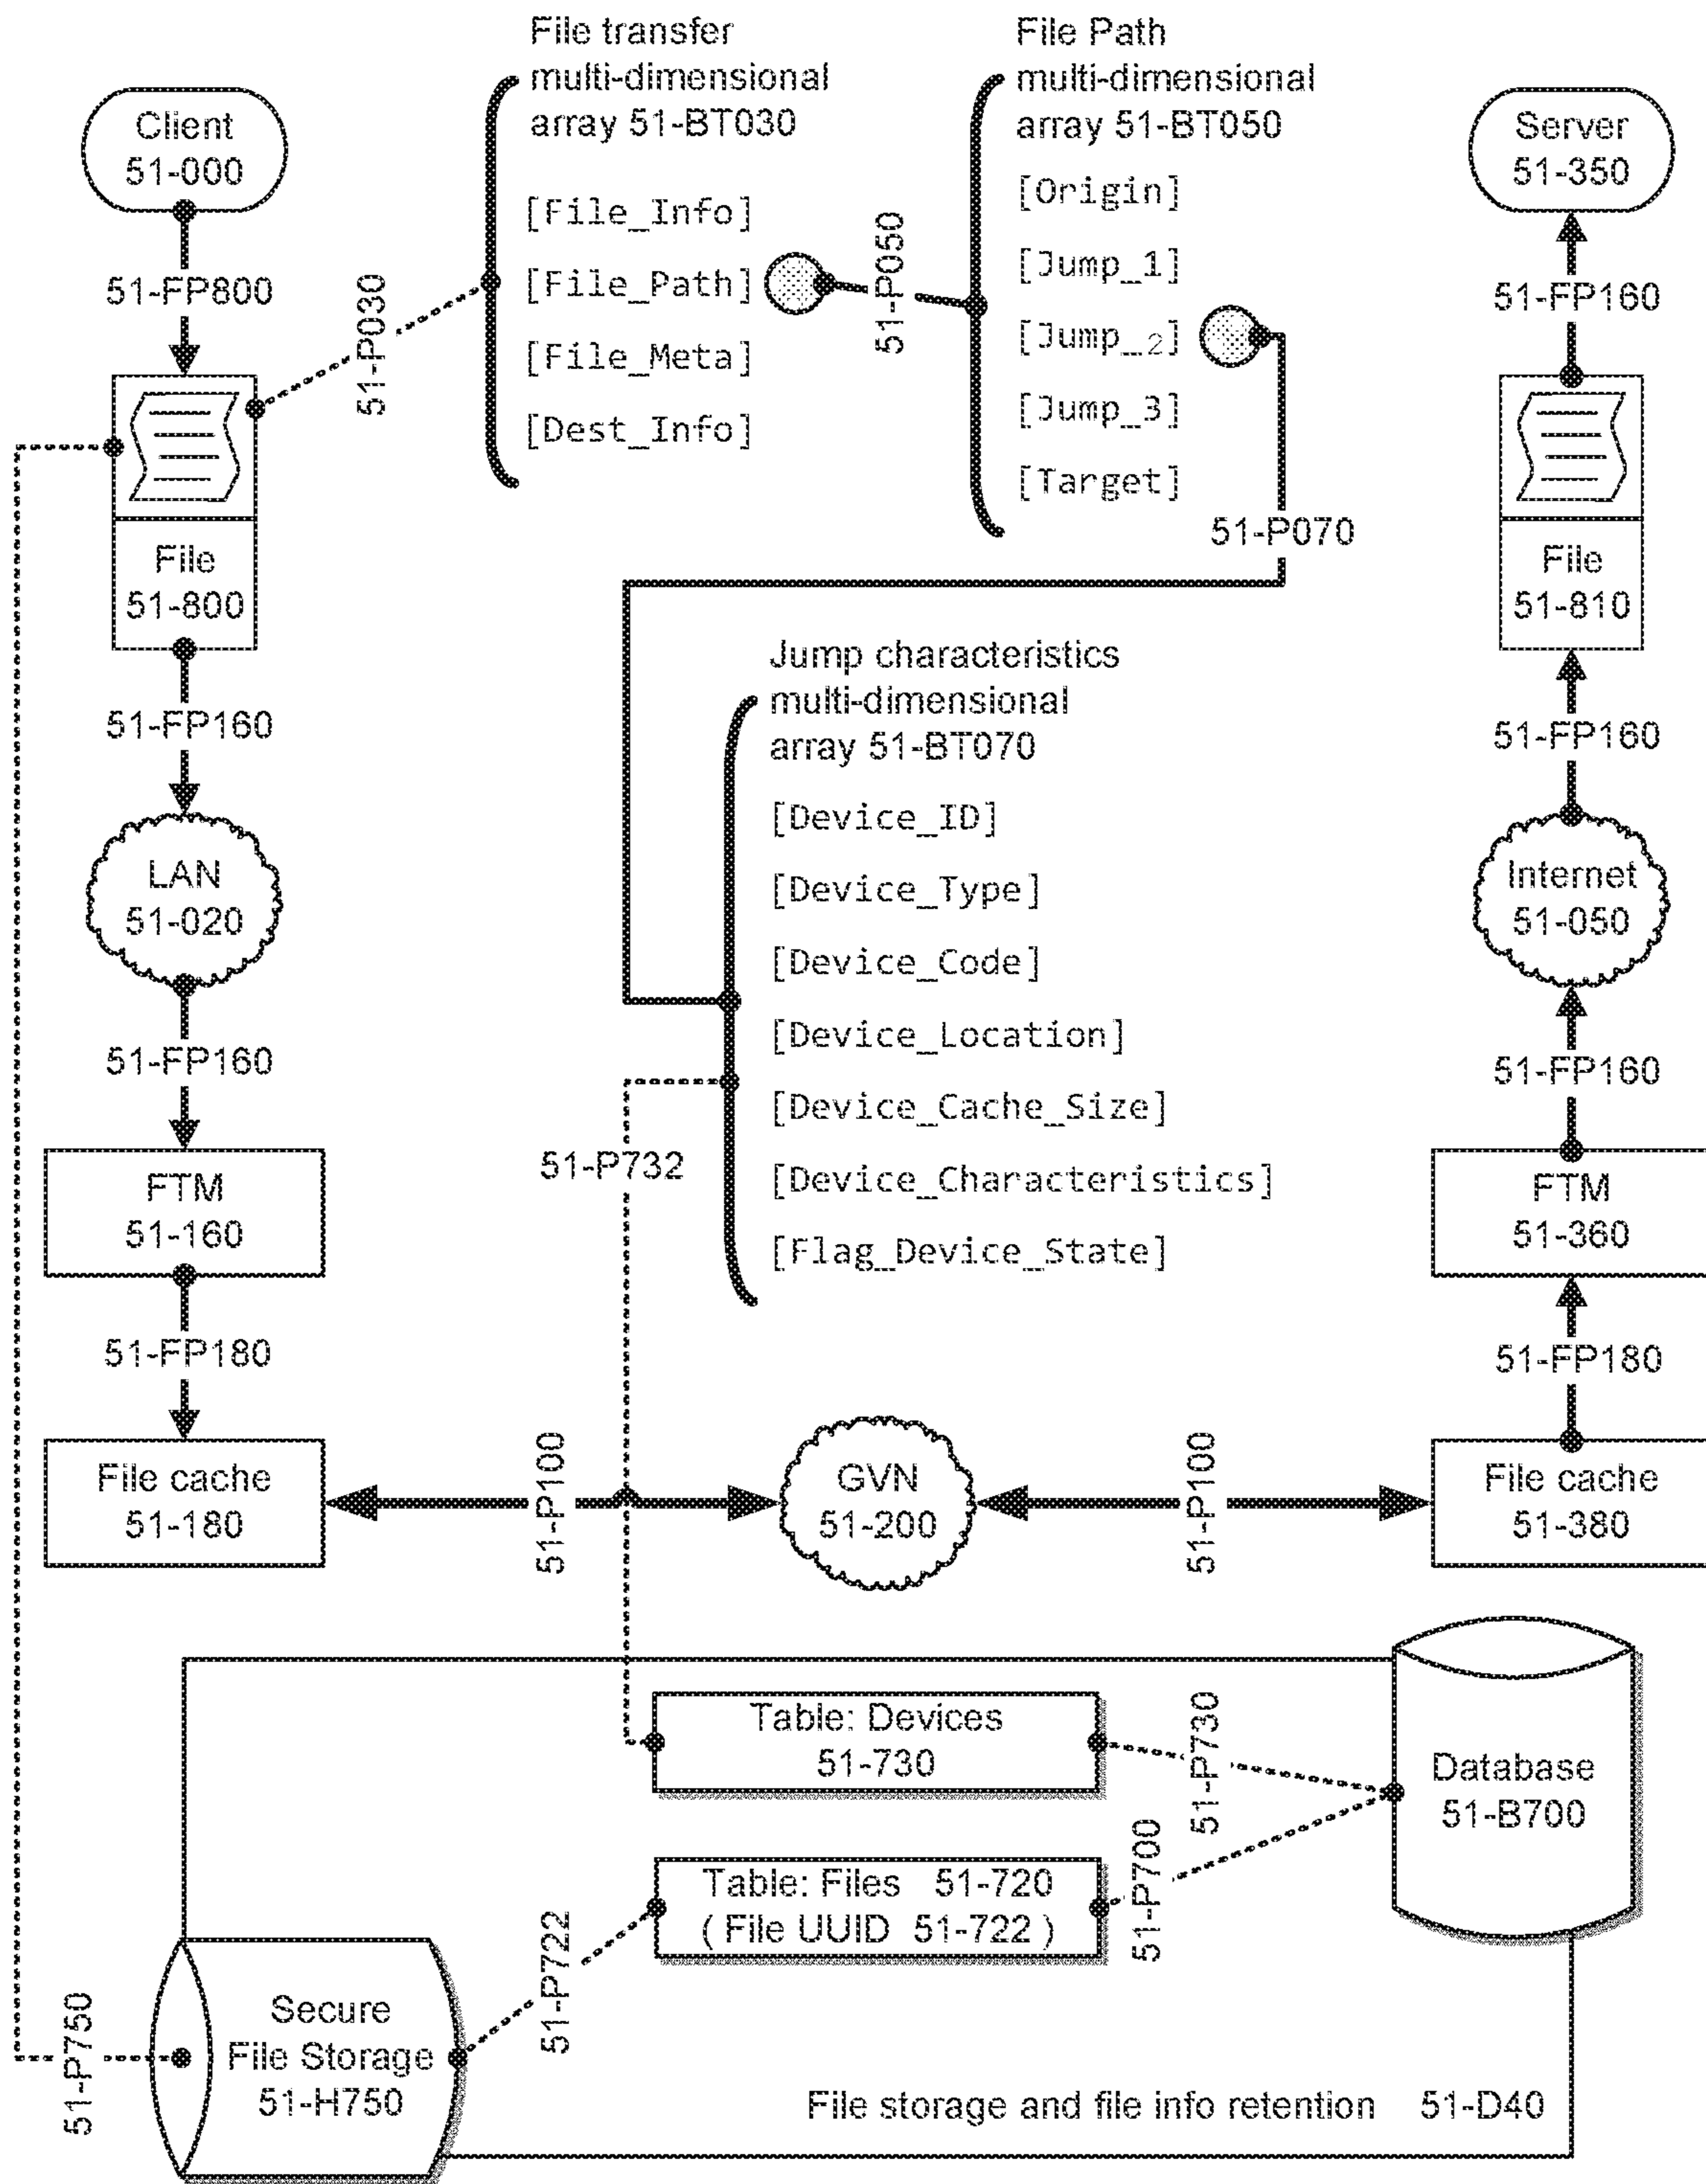 File transfer
multi-dimensional
array 51-BT030
[File_Info]
[File_Path]
[File_Meta]
[Dest_Info]
File Path
multi-dimensional
array 51-BT050
[Origin]
[Jump_1]
[Jump_2]
[Jump_3]
[Target]
Client
51-000
51-FP800
51-P030
51-P050
51-P070
File
51-800
51-FP160
LAN
51-020
51-FP160
FTM
51-160
51-FP180
File cache
51-180
Jump characteristics
multi-dimensional
array 51-BT070
[Device_ID]
[Device_Type]
[Device_Code]
[Device_Location]
[Device_Cache_Size]
[Device_Characteristics]
[Flag_Device_State]
51-P732
51-P100
GVN
51-200
51-P100
Server
51-350
51-FP160
File
51-810
51-FP160
Internet
51-050
51-FP160
FTM
51-360
51-FP180
File cache
51-380
Table: Devices
51-730
51-P730
Database
51-B700
Table: Files 51-720
( File UUID 51-722 )
51-P700
51-P722
Secure
File Storage
51-H750
51-P750
File storage and file info retention 51-D40